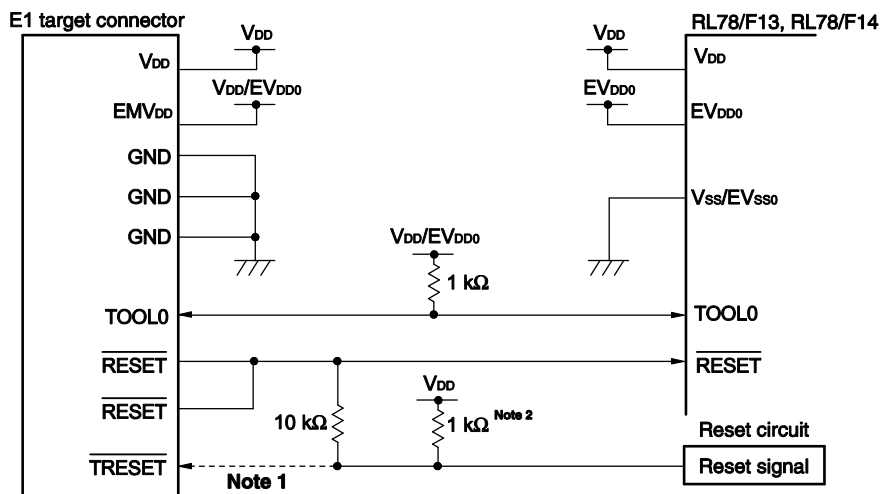 E1 target connector
RL78/F13, RL78/F14
VDD
VDD
VDD
VDD
EMVDD
VDD/EVDD0
EVDD0
EVDD0
GND
GND
GND
VSS/EVSS0
VDD/EVDD0
1 kΩ
TOOL0
TOOL0
RESET
RESET
RESET
VDD
10 kΩ
1 kΩ Note 2
Reset circuit
TRESET
Note 1
Reset signal